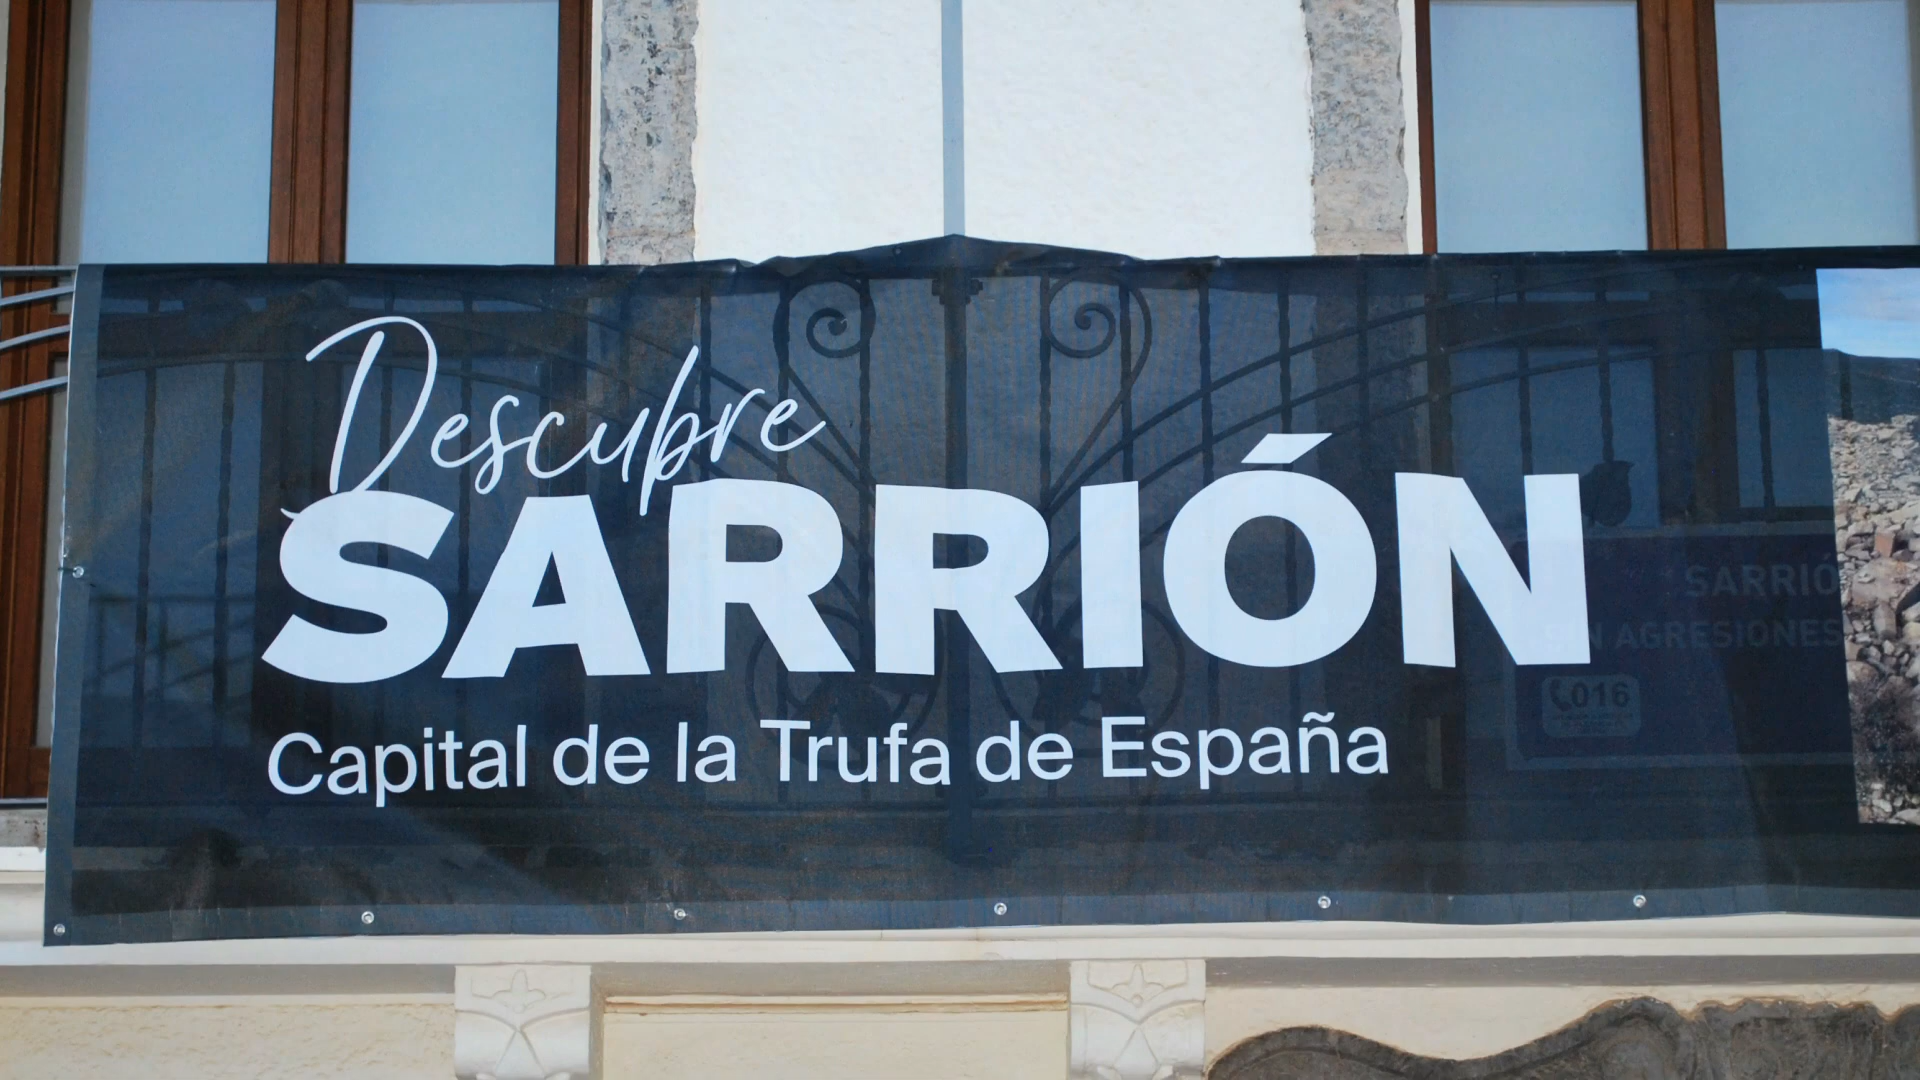 Descubre
SARRIÓN
Capital de la Trufa de España
SARRIÓ
AGRESIONES
016